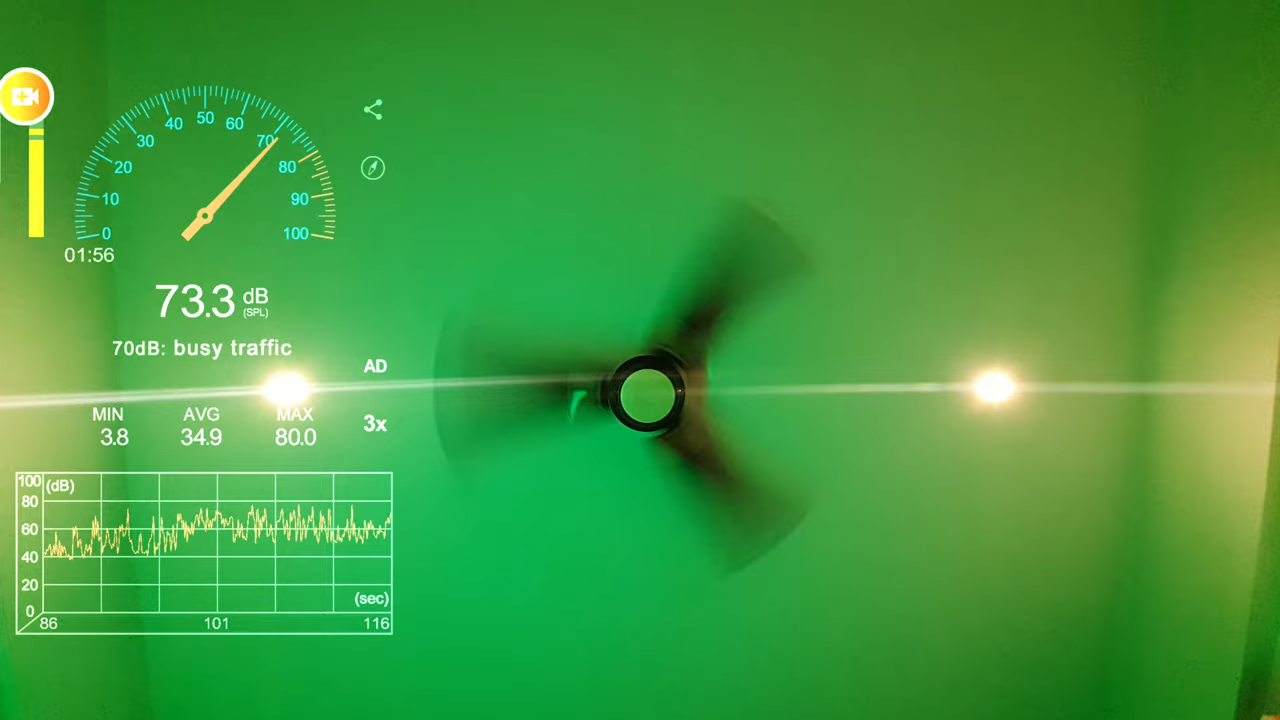 50
40 60
30 70
20 80
10 90
0 100
01:56
73.3 dB
(SPL)
70dB: busy traffic
AD
MIN AVG MAX
3.8 34.9 80.0
3x
100 (dB)
80
60
40
20
0 (sec)
86 101 116